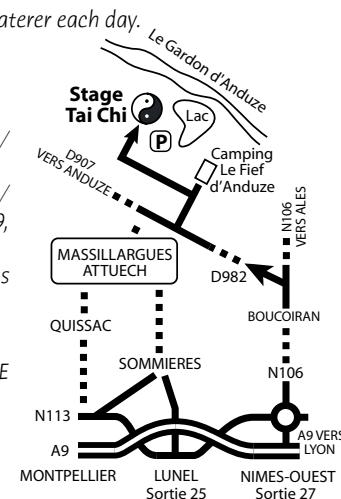 aterer each day.
Le Gardon d'Anduze
Stage
Tai Chi
Lac
P
D907
VERS ANDUZE
Camping
Le Fief
d'Anduze
9,
N106
VERS ALES
MASSILLARGUES
ATTUECH
s
D982
QUISSAC
BOUCOIRAN
SOMMIERES
E
N106
N113
A9 VERS
LYON
A9
MONTPELLIER
LUNEL
Sortie 25
NIMES-OUEST
Sortie 27